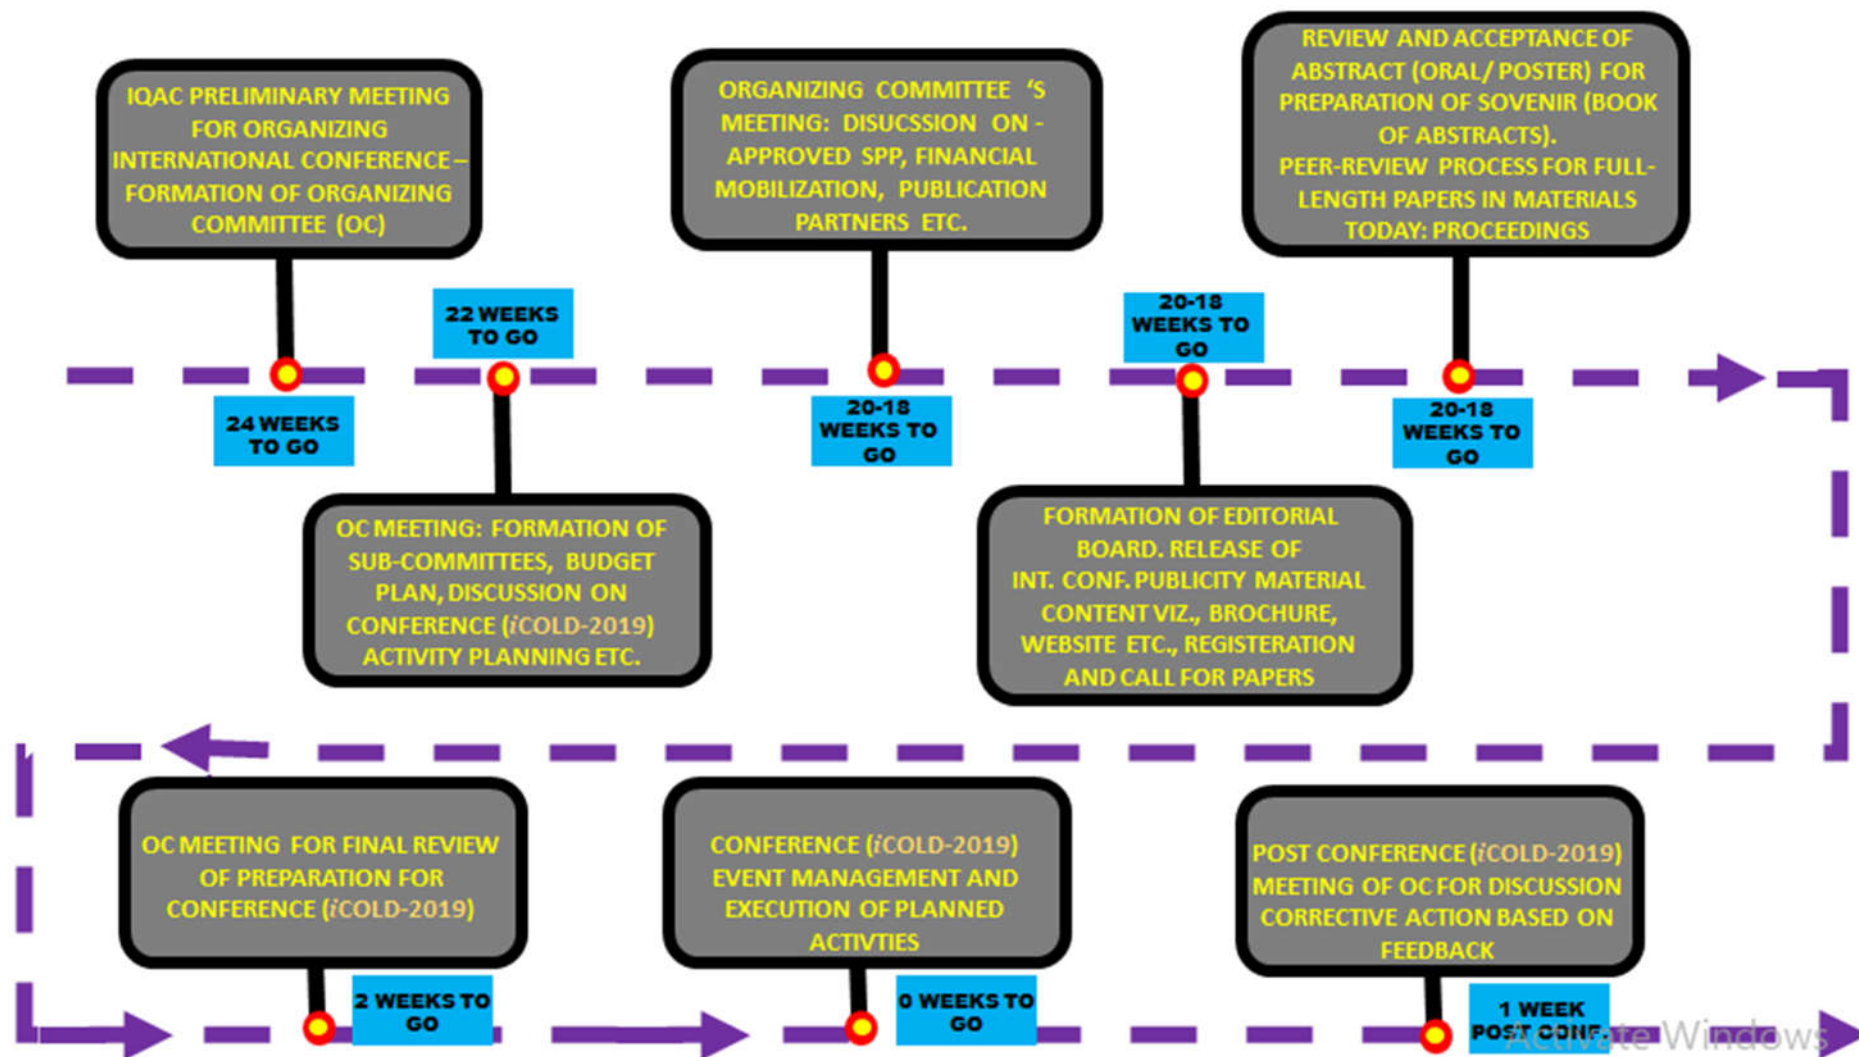 IQAC PRELIMINARY MEETING
FOR ORGANIZING
INTERNATIONAL CONFERENCE–
FORMATION OF ORGANIZING
COMMITTEE (OC)
24 WEEKS
TO GO
22 WEEKS
TO GO
OC MEETING: FORMATION OF
SUB-COMMITTEES, BUDGET
PLAN, DISCUSSION ON
CONFERENCE (iCOLD-2019)
ACTIVITY PLANNING ETC.
ORGANIZING COMMITTEE ‘S
MEETING: DISUCSSION ON -
APPROVED SPP, FINANCIAL
MOBILIZATION, PUBLICATION
PARTNERS ETC.
20-18
WEEKS TO
GO
20-18
WEEKS TO
GO
FORMATION OF EDITORIAL
BOARD. RELEASE OF
INT. CONF. PUBLICITY MATERIAL
CONTENT VIZ., BROCHURE,
WEBSITE ETC., REGISTERATION
AND CALL FOR PAPERS
REVIEW AND ACCEPTANCE OF
ABSTRACT (ORAL/ POSTER) FOR
PREPARATION OF SOVENIR (BOOK
OF ABSTRACTS).
PEER-REVIEW PROCESS FOR FULL-
LENGTH PAPERS IN MATERIALS
TODAY: PROCEEDINGS
20-18
WEEKS TO
GO
OC MEETING FOR FINAL REVIEW
OF PREPARATION FOR
CONFERENCE (iCOLD-2019)
2 WEEKS TO
GO
CONFERENCE (iCOLD-2019)
EVENT MANAGEMENT AND
EXECUTION OF PLANNED
ACTIVTIES
0 WEEKS TO
GO
POST CONFERENCE (iCOLD-2019)
MEETING OF OC FOR DISCUSSION
CORRECTIVE ACTION BASED ON
FEEDBACK
1 WEEK
POST CONF.
Activate Windows